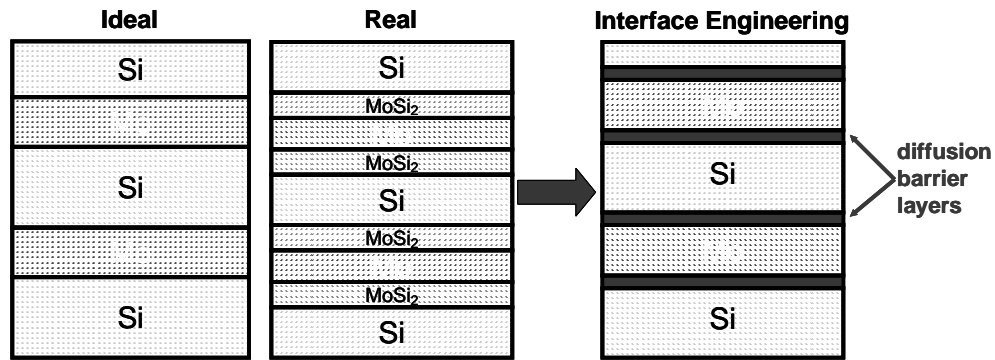 Ideal
Real
Interface Engineering
Si
Si
Si
Si
MoSi2
MoSi2
Si
MoSi2
MoSi2
Si
Si
Si
diffusion
barrier
layers